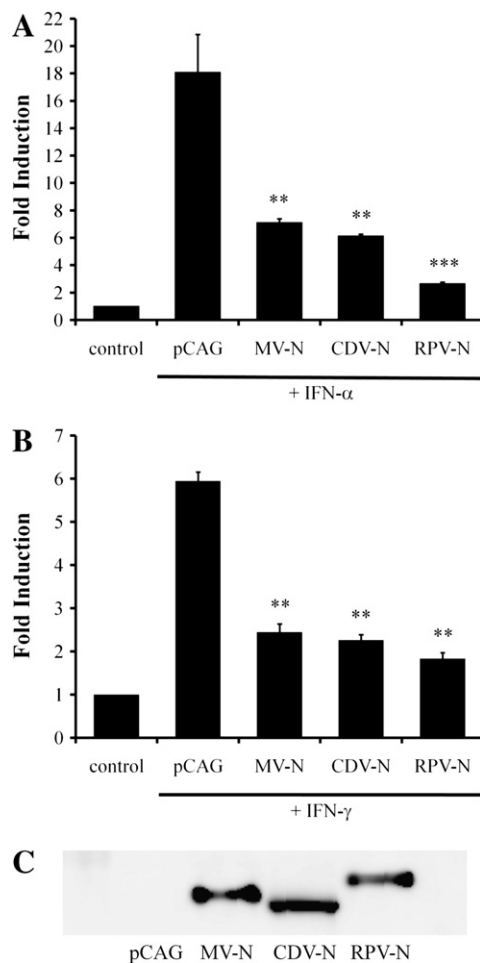 A
Fold Induction
22
20
18
16
14
12
10
8
6
4
2
0
**
**
***
control pCAG MV-N CDV-N RPV-N
+ IFN-α
B
Fold Induction
7
6
5
4
3
2
1
0
**
**
**
control pCAG MV-N CDV-N RPV-N
+ IFN-γ
C
pCAG MV-N CDV-N RPV-N